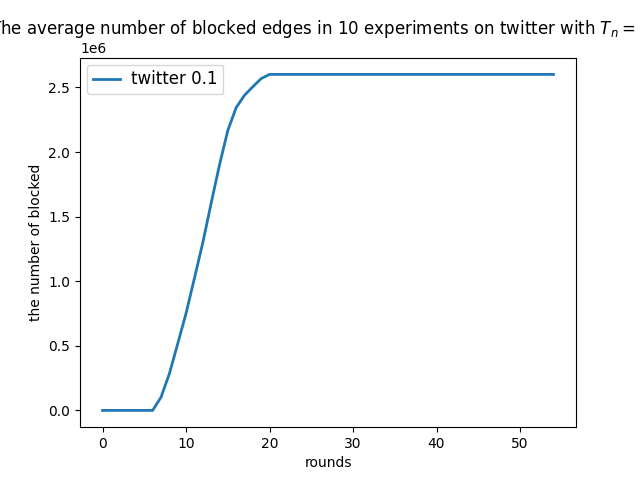 The average number of blocked edges in 10 experiments on twitter with Tₙ =
1e6
twitter 0.1
2.5
2.0
1.5
1.0
0.5
0.0
the number of blocked
0 10 20 30 40 50
rounds